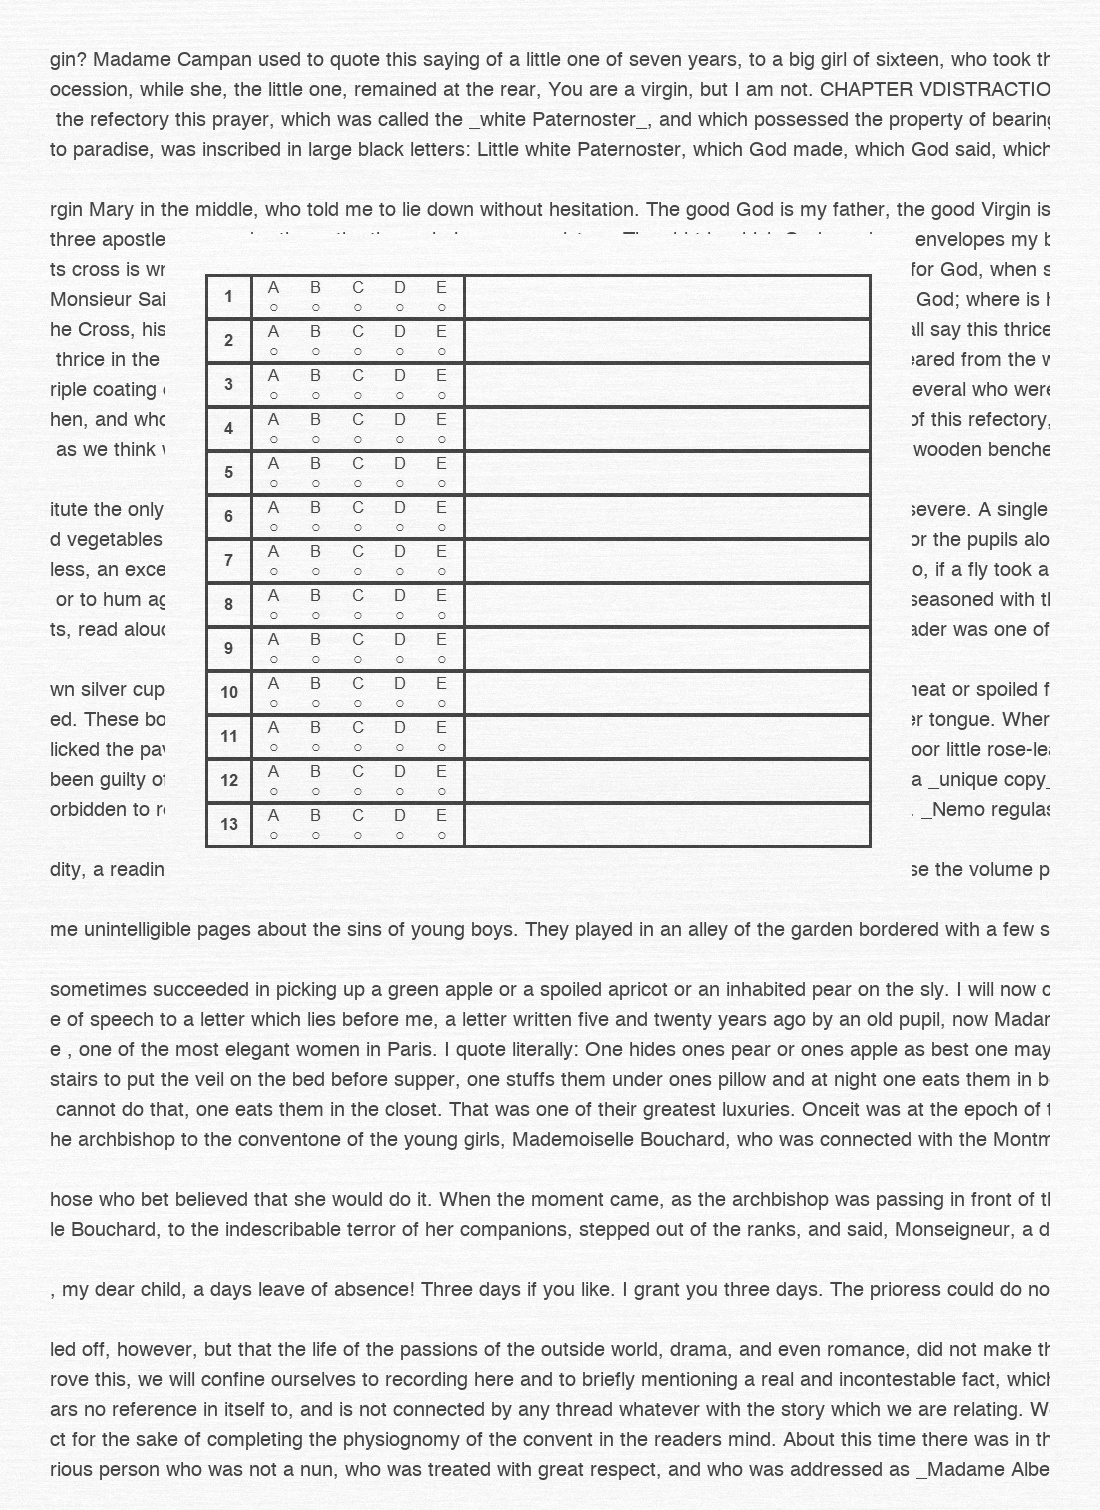 gin? Madame Campan used to quote this saying of a little one of seven years, to a big girl of sixteen, who took th
ocession, while she, the little one, remained at the rear, You are a virgin, but I am not. CHAPTER VDISTRACTIO
the refectory this prayer, which was called the _white Paternoster_, and which possessed the property of bearing
to paradise, was inscribed in large black letters: Little white Paternoster, which God made, which God said, which
rgin Mary in the middle, who told me to lie down without hesitation. The good God is my father, the good Virgin is
three apostle envelopes my b
ts cross is wr for God, when s
Monsieur Sai God; where is h
he Cross, his all say this thrice
thrice in the eared from the w
riple coating everal who were
hen, and who of this refectory,
as we think wooden benche
itute the only severe. A single
d vegetables or the pupils alo
less, an exce o, if a fly took a
or to hum ag seasoned with th
ts, read aloud ader was one of
wn silver cup neat or spoiled f
ed. These bo er tongue. When
licked the pav oor little rose-lea
been guilty of a _unique copy_
orbidden to re . _Nemo regulas
dity, a readin se the volume p
1 A B C D E
2 A B C D E
3 A B C D E
4 A B C D E
5 A B C D E
6 A B C D E
7 A B C D E
8 A B C D E
9 A B C D E
10 A B C D E
11 A B C D E
12 A B C D E
13 A B C D E
me unintelligible pages about the sins of young boys. They played in an alley of the garden bordered with a few s
sometimes succeeded in picking up a green apple or a spoiled apricot or an inhabited pear on the sly. I will now c
e of speech to a letter which lies before me, a letter written five and twenty years ago by an old pupil, now Madam
e , one of the most elegant women in Paris. I quote literally: One hides ones pear or ones apple as best one may
stairs to put the veil on the bed before supper, one stuffs them under ones pillow and at night one eats them in b
cannot do that, one eats them in the closet. That was one of their greatest luxuries. Onceit was at the epoch of t
he archbishop to the conventone of the young girls, Mademoiselle Bouchard, who was connected with the Montm
hose who bet believed that she would do it. When the moment came, as the archbishop was passing in front of th
le Bouchard, to the indescribable terror of her companions, stepped out of the ranks, and said, Monseigneur, a d
, my dear child, a days leave of absence! Three days if you like. I grant you three days. The prioress could do no
led off, however, but that the life of the passions of the outside world, drama, and even romance, did not make th
rove this, we will confine ourselves to recording here and to briefly mentioning a real and incontestable fact, which
ars no reference in itself to, and is not connected by any thread whatever with the story which we are relating. W
ct for the sake of completing the physiognomy of the convent in the readers mind. About this time there was in th
rious person who was not a nun, who was treated with great respect, and who was addressed as _Madame Albe